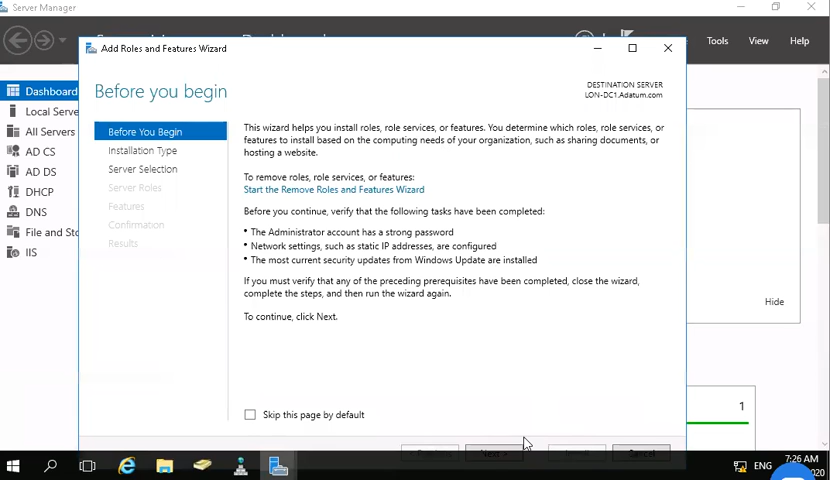 Server Manager
Tools View Help
Add Roles and Features Wizard
Before you begin
DESTINATION SERVER
LON-DC1.Adatum.com
Dashboard
Local Serve
All Servers
AD CS
AD DS
DHCP
DNS
File and Sto
IIS
Before You Begin
Installation Type
Server Selection
Server Roles
Features
Confirmation
Results
This wizard helps you install roles, role services, or features. You determine which roles, role services, or
features to install based on the computing needs of your organization, such as sharing documents, or
hosting a website.
To remove roles, role services, or features:
Start the Remove Roles and Features Wizard
Before you continue, verify that the following tasks have been completed:
• The Administrator account has a strong password
• Network settings, such as static IP addresses, are configured
• The most current security updates from Windows Update are installed
If you must verify that any of the preceding prerequisites have been completed, close the wizard,
complete the steps, and then run the wizard again.
To continue, click Next.
Hide
Skip this page by default
1
Next >
Cancel
ENG
7:26 AM